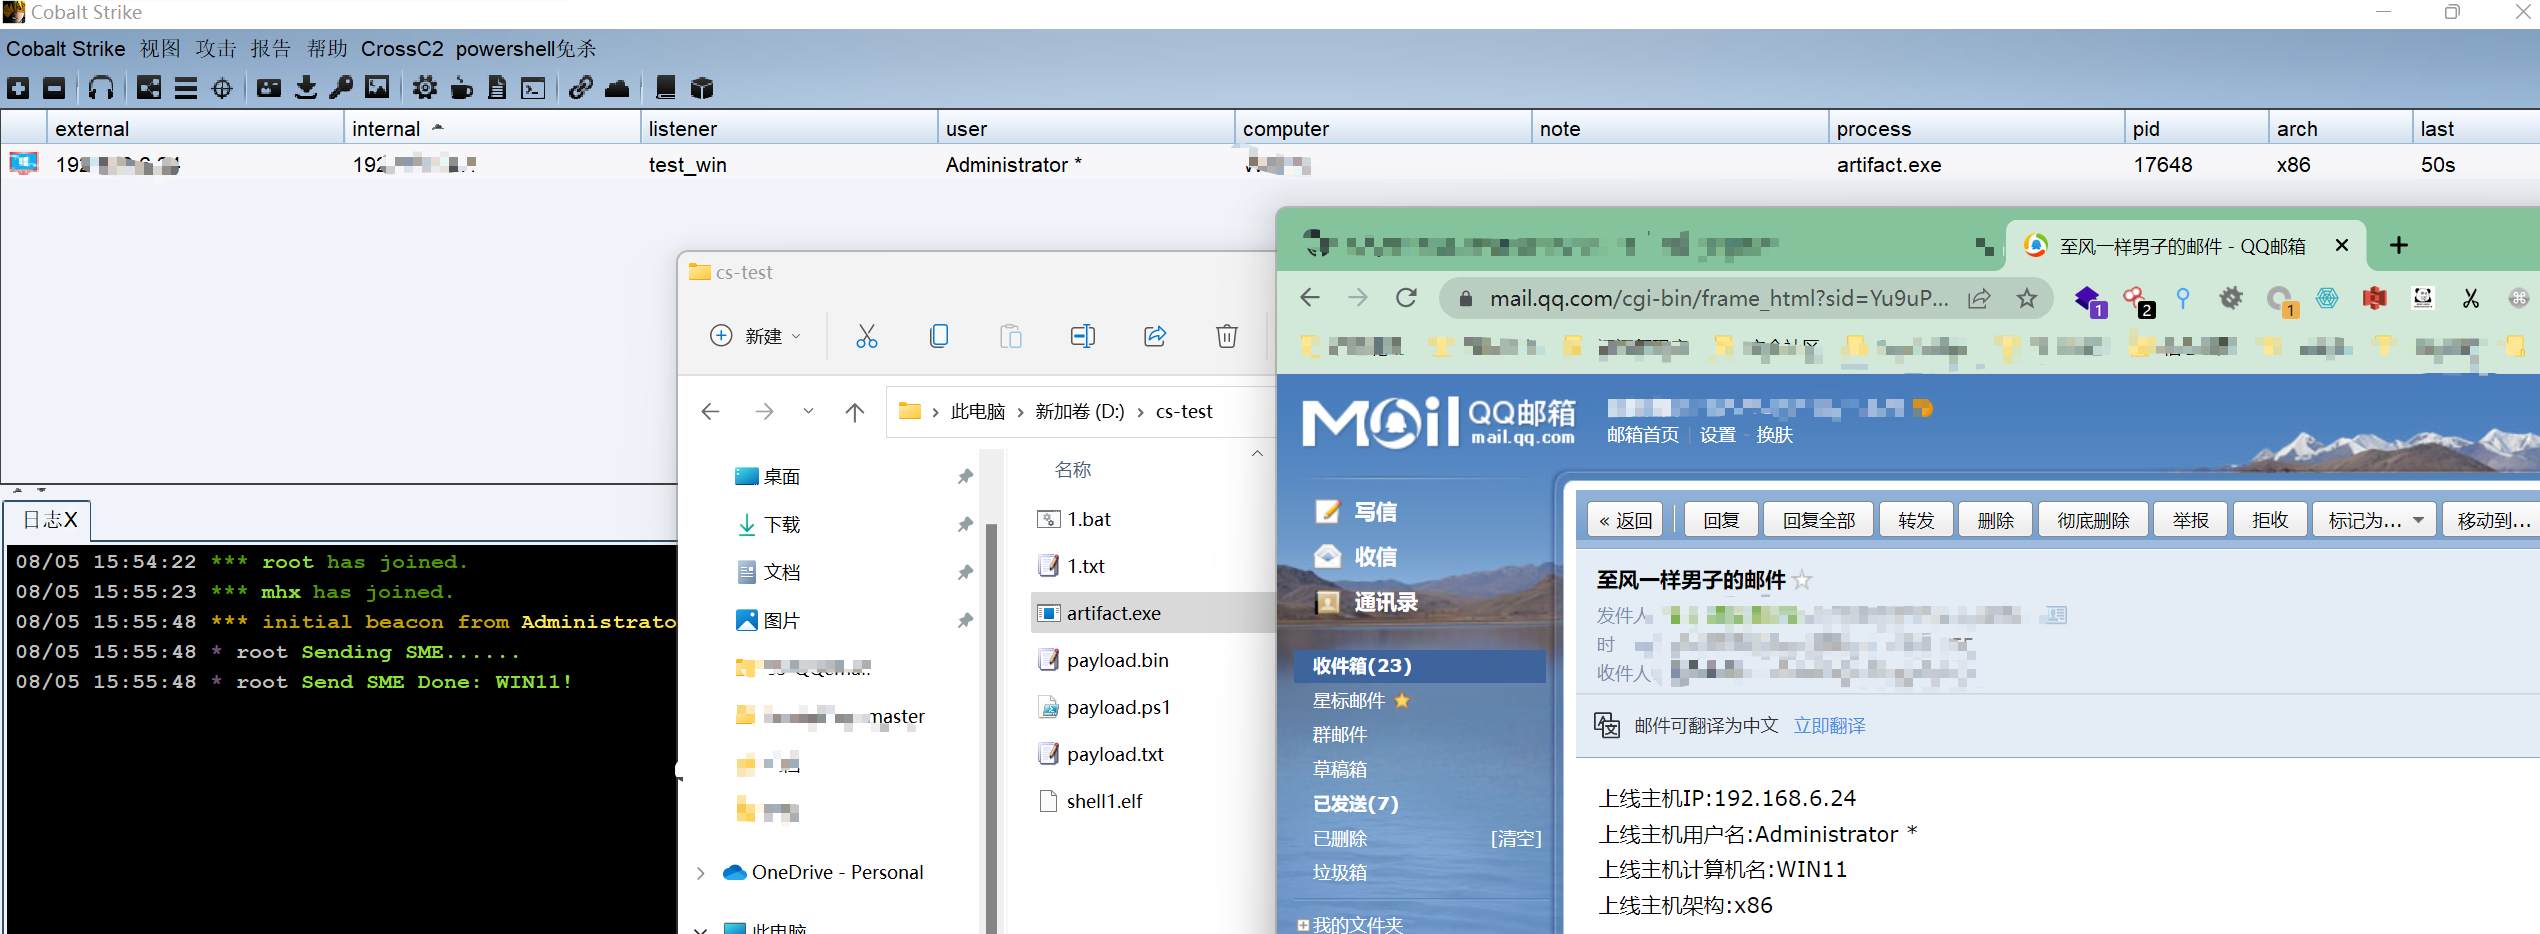 Cobalt Strike
Cobalt Strike 视图 攻击 报告 帮助 CrossC2 powershell免杀
external internal listener user computer note process pid arch last
192 192 test_win Administrator * artifact.exe 17648 x86 50s
日志X
08/05 15:54:22 *** root has joined.
08/05 15:55:23 *** mhx has joined.
08/05 15:55:48 *** initial beacon from Administrato
08/05 15:55:48 * root Sending SME......
08/05 15:55:48 * root Send SME Done: WIN11!
cs-test
新建
此电脑 › 新加卷 (D:) › cs-test
桌面
下载
文档
图片
master
OneDrive - Personal
此电脑
名称
1.bat
1.txt
artifact.exe
payload.bin
payload.ps1
payload.txt
shell1.elf
至风一样男子的邮件 - QQ邮箱
mail.qq.com/cgi-bin/frame_html?sid=Yu9uP...
1 2 1
Mail QQ邮箱
mail.qq.com
邮箱首页 | 设置 - 换肤
写信
收信
通讯录
收件箱(23)
星标邮件
群邮件
草稿箱
已发送(7)
已删除 [清空]
垃圾箱
我的文件夹
« 返回 回复 回复全部 转发 删除 彻底删除 举报 拒收 标记为... 移动到...
至风一样男子的邮件
发件人
时
收件人
邮件可翻译为中文 立即翻译
上线主机IP:192.168.6.24
上线主机用户名:Administrator *
上线主机计算机名:WIN11
上线主机架构:x86